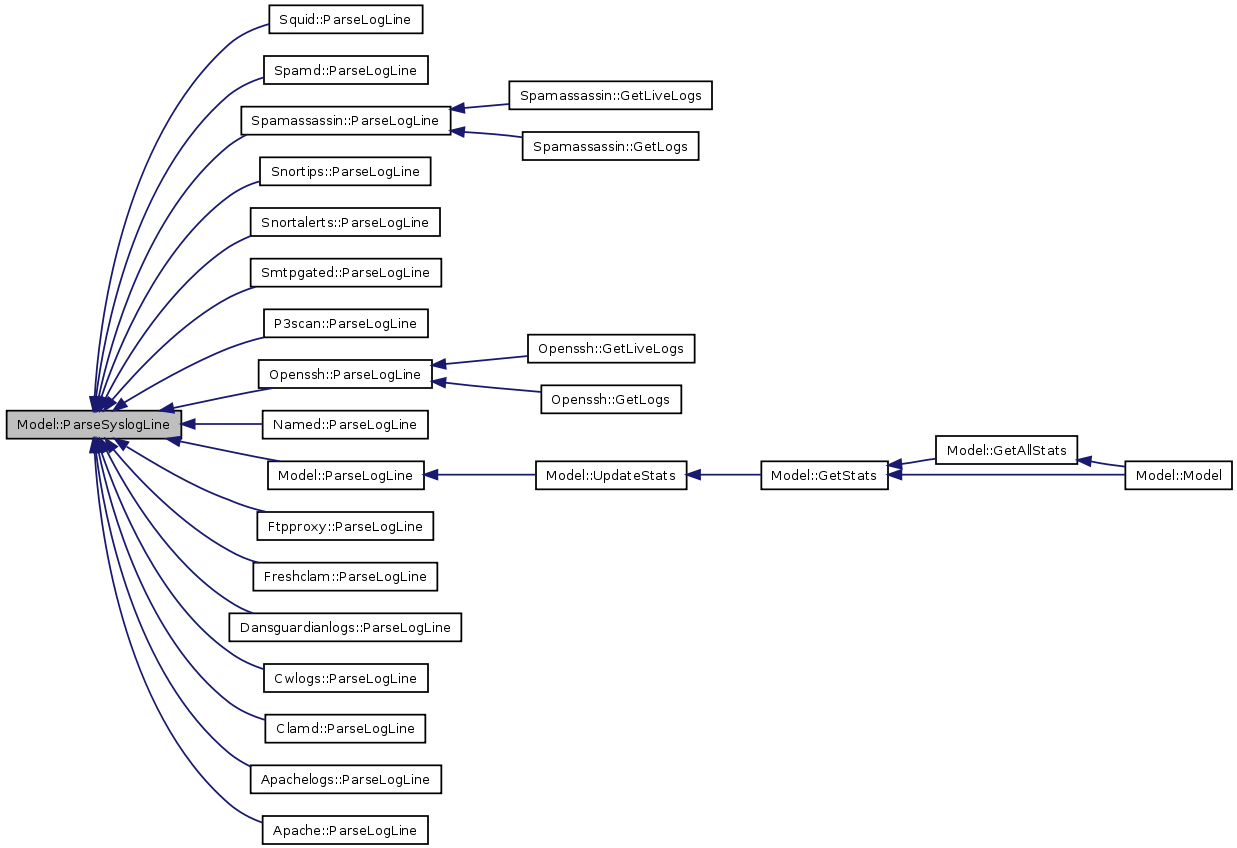 Squid::ParseLogLine
Spamd::ParseLogLine
Spamassassin::GetLiveLogs
Spamassassin::ParseLogLine
Spamassassin::GetLogs
Snortips::ParseLogLine
Snortalerts::ParseLogLine
Smtpgated::ParseLogLine
P3scan::ParseLogLine
Openssh::GetLiveLogs
Openssh::ParseLogLine
Openssh::GetLogs
Model::ParseSyslogLine
Named::ParseLogLine
Model::GetAllStats
Model::ParseLogLine
Model::UpdateStats
Model::GetStats
Model::Model
Ftpproxy::ParseLogLine
Freshclam::ParseLogLine
Dansguardianlogs::ParseLogLine
Cwlogs::ParseLogLine
Clamd::ParseLogLine
Apachelogs::ParseLogLine
Apache::ParseLogLine